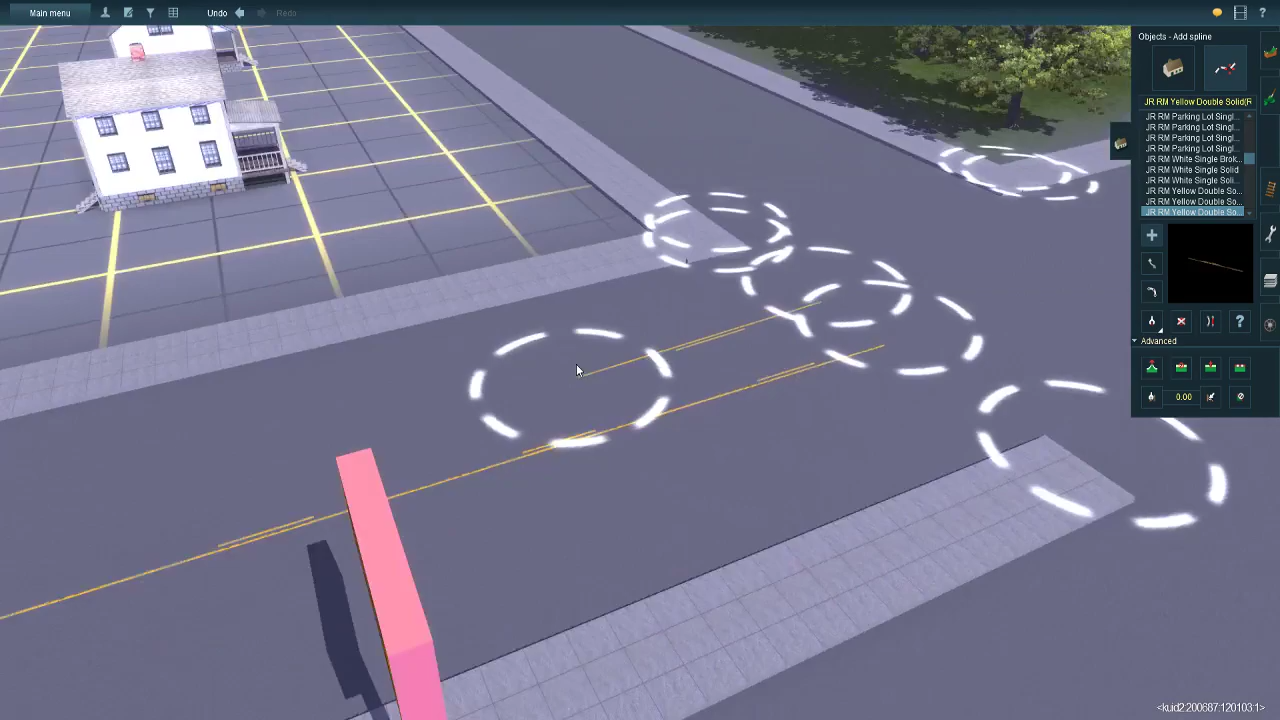 Main menu
Undo
Redo
Objects - Add spline
JR RM Yellow Double Solid(R
JR RM Parking Lot Singl...
JR RM Parking Lot Singl...
JR RM Parking Lot Singl...
JR RM Parking Lot Singl...
JR RM White Single Brok...
JR RM White Single Solid
JR RM White Single Soli...
JR RM Yellow Double So...
JR RM Yellow Double So...
JR RM Yellow Double So...
Advanced
0.00
<kuid2:200687:120103:1>